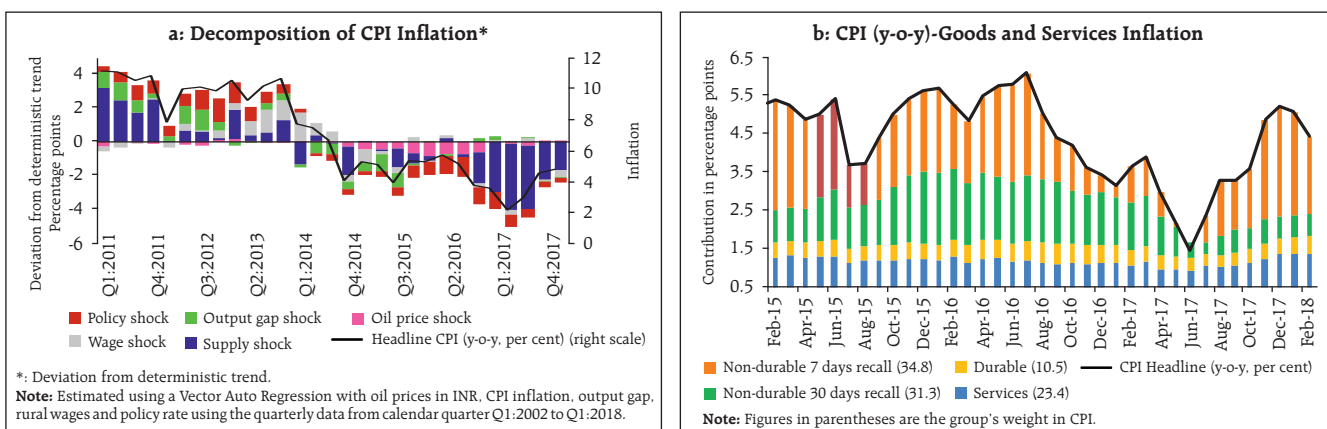 a: Decomposition of CPI Inflation*
Deviation from deterministic trend
Percentage points
4
2
0
-2
-4
-6
12
10
8
6
4
2
0
Inflation
Q1:2011
Q4:2011
Q3:2012
Q2:2013
Q1:2014
Q4:2014
Q3:2015
Q2:2016
Q1:2017
Q4:2017
Policy shock
Output gap shock
Oil price shock
Wage shock
Supply shock
Headline CPI (y-o-y, per cent) (right scale)
*: Deviation from deterministic trend.
Note: Estimated using a Vector Auto Regression with oil prices in INR, CPI inflation, output gap,
rural wages and policy rate using the quarterly data from calendar quarter Q1:2002 to Q1:2018.
b: CPI (y-o-y)-Goods and Services Inflation
Contribution in percentage points
6.5
5.5
4.5
3.5
2.5
1.5
0.5
Feb-15
Apr-15
Jun-15
Aug-15
Oct-15
Dec-15
Feb-16
Apr-16
Jun-16
Aug-16
Oct-16
Dec-16
Feb-17
Apr-17
Jun-17
Aug-17
Oct-17
Dec-17
Feb-18
Non-durable 7 days recall (34.8)
Durable (10.5)
CPI Headline (y-o-y, per cent)
Non-durable 30 days recall (31.3)
Services (23.4)
Note: Figures in parentheses are the group's weight in CPI.